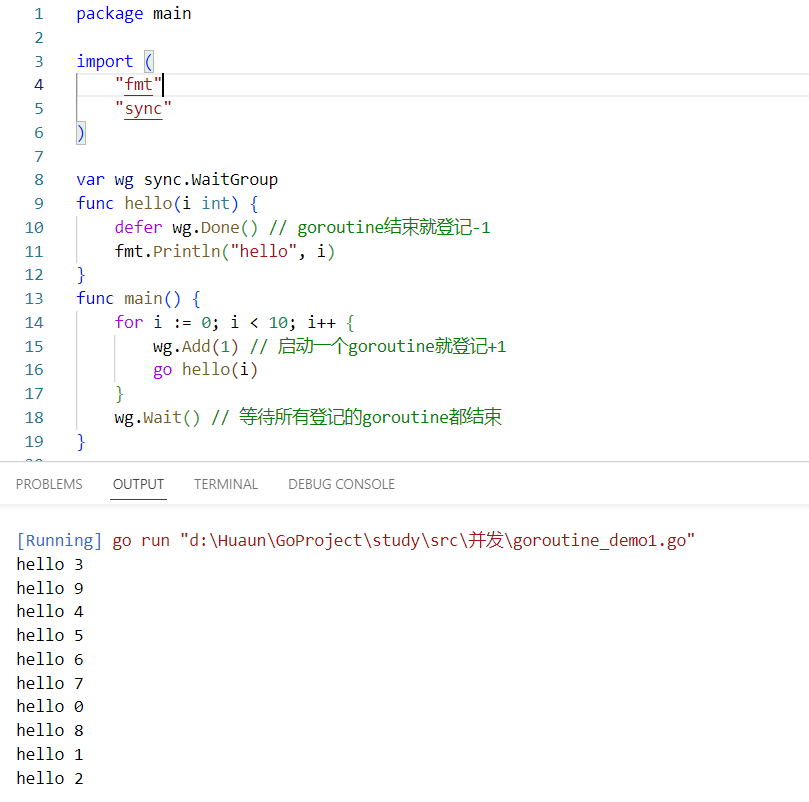 1 package main
2
3 import (
4 "fmt"
5 "sync"
6 )
7
8 var wg sync.WaitGroup
9 func hello(i int) {
10 defer wg.Done() // goroutine结束就登记-1
11 fmt.Println("hello", i)
12 }
13 func main() {
14 for i := 0; i < 10; i++ {
15 wg.Add(1) // 启动一个goroutine就登记+1
16 go hello(i)
17 }
18 wg.Wait() // 等待所有登记的goroutine都结束
19 }
PROBLEMS OUTPUT TERMINAL DEBUG CONSOLE
[Running] go run "d:\Huaun\GoProject\study\src\并发\goroutine_demo1.go"
hello 3
hello 9
hello 4
hello 5
hello 6
hello 7
hello 0
hello 8
hello 1
hello 2